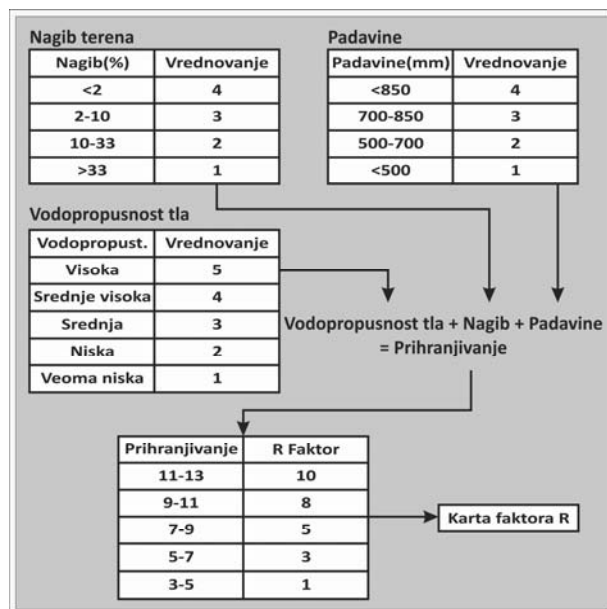 Nagib terena
Nagib(%) Vrednovanje
<2 4
2-10 3
10-33 2
>33 1
Padavine
Padavine(mm) Vrednovanje
<850 4
700-850 3
500-700 2
<500 1
Vodopropusnost tla
Vodopropust. Vrednovanje
Visoka 5
Srednje visoka 4
Srednja 3
Niska 2
Veoma niska 1
Vodopropusnost tla + Nagib + Padavine
= Prihranjivanje
Prihranjivanje R Faktor
11-13 10
9-11 8
7-9 5
5-7 3
3-5 1
Karta faktora R